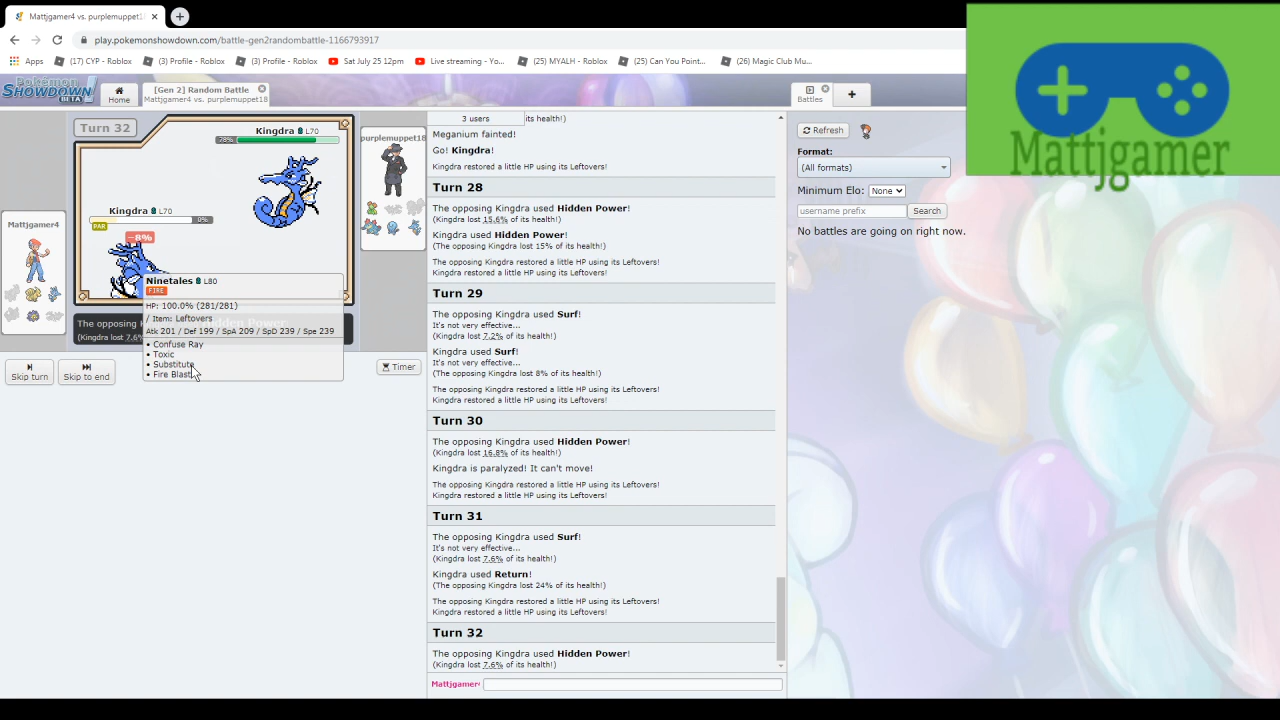 Mattjgamer4 vs. purplemuppet1
play.pokemonshowdown.com/battle-gen2randombattle-1166793917
Apps
(17) CYP - Roblox
(3) Profile - Roblox
(3) Profile - Roblox
Sat July 25 12pm
Live streaming - Yo...
(25) MYALH - Roblox
(25) Can You Point...
(26) Magic Club Mu...
Mattjgamer
Pokémon
SHOWDOWN
BETA
Home
[Gen 2] Random Battle
Mattjgamer4 vs. purplemuppet18
Battles
Turn 32
Kingdra L70
78%
Kingdra L70
0%
PAR
-8%
Mattjgamer4
purplemuppet18
Ninetales L80
FIRE
HP: 100.0% (281/281)
/ Item: Leftovers
Atk 201 / Def 199 / SpA 209 / SpD 239 / Spe 239
• Confuse Ray
• Toxic
• Substitute
• Fire Blast
The opposing
Hidden Power
(Kingdra lost 7.6%
Skip turn
Skip to end
Timer
3 users
its health!)
Meganium fainted!
Go! Kingdra!
Kingdra restored a little HP using its Leftovers!
Turn 28
The opposing Kingdra used Hidden Power!
(Kingdra lost 15.6% of its health!)
Kingdra used Hidden Power!
(The opposing Kingdra lost 15% of its health!)
The opposing Kingdra restored a little HP using its Leftovers!
Kingdra restored a little HP using its Leftovers!
Turn 29
The opposing Kingdra used Surf!
It's not very effective...
(Kingdra lost 7.2% of its health!)
Kingdra used Surf!
It's not very effective...
(The opposing Kingdra lost 8% of its health!)
The opposing Kingdra restored a little HP using its Leftovers!
Kingdra restored a little HP using its Leftovers!
Turn 30
The opposing Kingdra used Hidden Power!
(Kingdra lost 16.8% of its health!)
Kingdra is paralyzed! It can't move!
The opposing Kingdra restored a little HP using its Leftovers!
Kingdra restored a little HP using its Leftovers!
Turn 31
The opposing Kingdra used Surf!
It's not very effective...
(Kingdra lost 7.6% of its health!)
Kingdra used Return!
(The opposing Kingdra lost 24% of its health!)
The opposing Kingdra restored a little HP using its Leftovers!
Kingdra restored a little HP using its Leftovers!
Turn 32
The opposing Kingdra used Hidden Power!
(Kingdra lost 7.6% of its health!)
Mattjgamer
Refresh
Format:
(All formats)
Minimum Elo: None
username prefix
Search
No battles are going on right now.